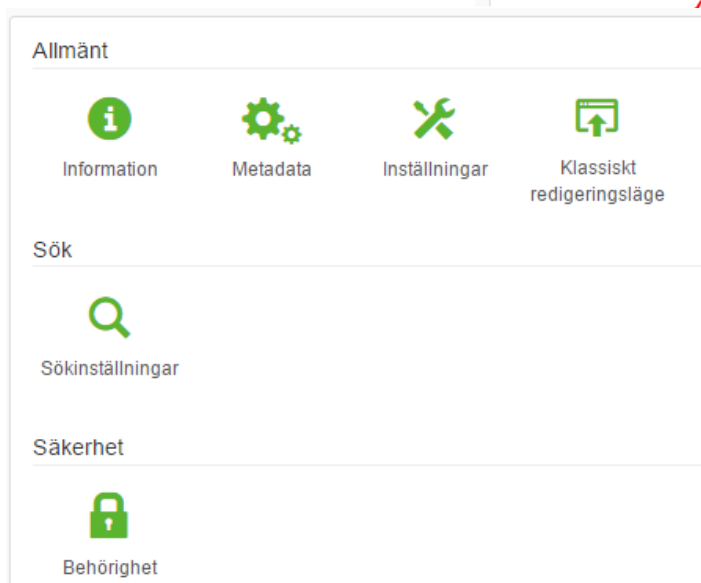 Allmänt
Information
Metadata
Inställningar
Klassiskt
redigeringsläge
Sök
Sökinställningar
Säkerhet
Behörighet